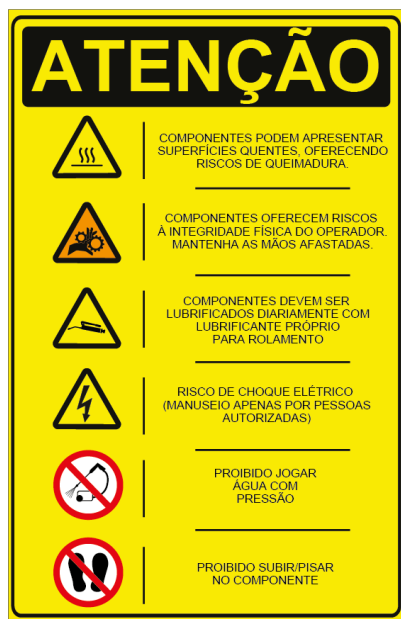 ATENÇÃO
COMPONENTES PODEM APRESENTAR
SUPERFÍCIES QUENTES, OFERECENDO
RISCOS DE QUEIMADURA.
COMPONENTES OFERECEM RISCOS
À INTEGRIDADE FÍSICA DO OPERADOR.
MANTENHA AS MÃOS AFASTADAS.
COMPONENTES DEVEM SER
LUBRIFICADOS DIARIAMENTE COM
LUBRIFICANTE PRÓPRIO
PARA ROLAMENTO
RISCO DE CHOQUE ELÉTRICO
(MANUSEIO APENAS POR PESSOAS
AUTORIZADAS)
PROIBIDO JOGAR
ÁGUA COM
PRESSÃO
PROIBIDO SUBIR/PISAR
NO COMPONENTE